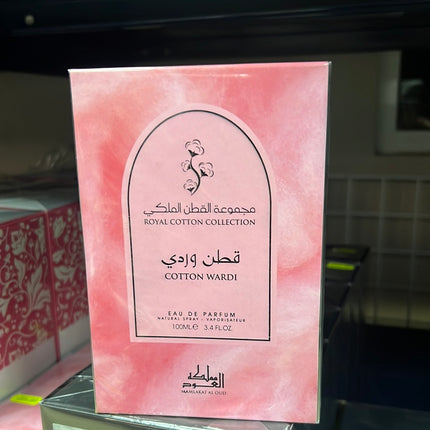 مجموعة القطن الملكي
ROYAL COTTON COLLECTION
قطن وردي
COTTON WARDI
EAU DE PARFUM
NATURAL SPRAY - VAPORISATEUR
100ML℮ 3.4 FL.OZ.
مملكة
العود
MAMLAKAT AL OUD